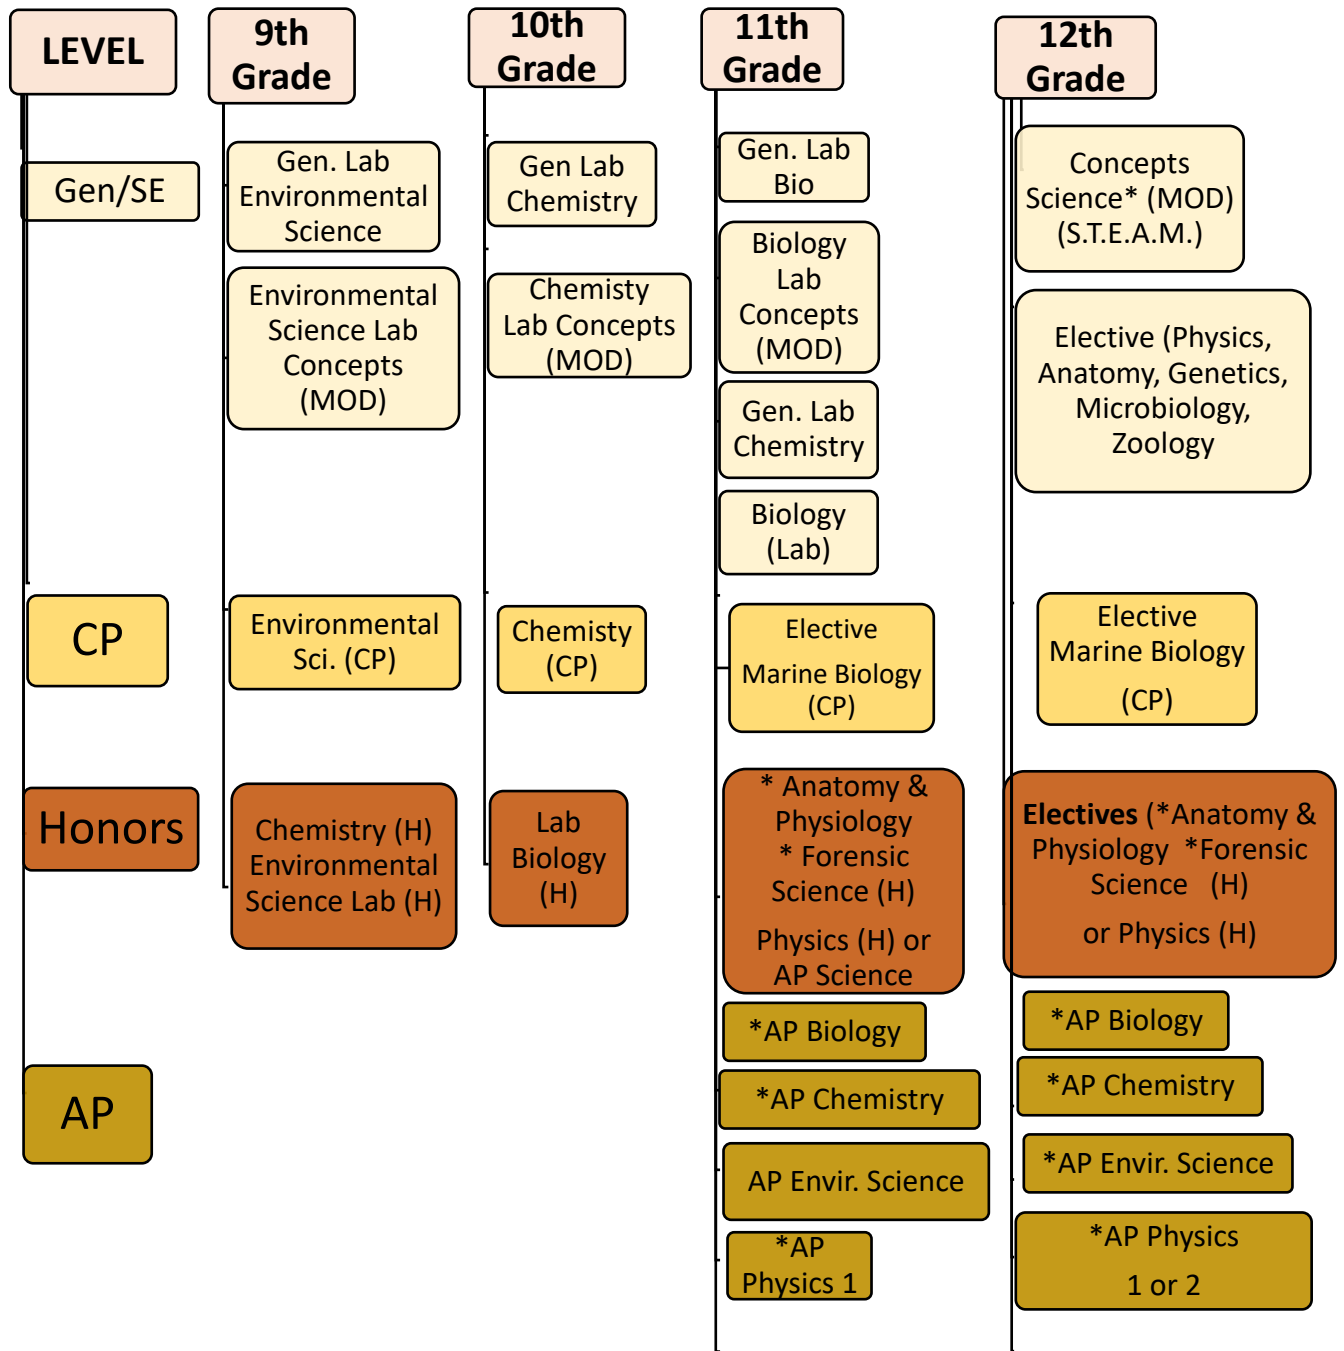 LEVEL
9th
Grade
10th
Grade
11th
Grade
12th
Grade
Gen/SE
Gen. Lab
Environmental
Science
Environmental
Science Lab
Concepts
(MOD)
Gen Lab
Chemistry
Chemisty
Lab Concepts
(MOD)
Gen. Lab
Bio
Biology
Lab
Concepts
(MOD)
Gen. Lab
Chemistry
Biology
(Lab)
Concepts
Science* (MOD)
(S.T.E.A.M.)
Elective (Physics,
Anatomy, Genetics,
Microbiology,
Zoology
CP
Environmental
Sci. (CP)
Chemisty
(CP)
Elective
Marine Biology
(CP)
Elective
Marine Biology
(CP)
Honors
Chemistry (H)
Environmental
Science Lab (H)
Lab
Biology
(H)
* Anatomy &
Physiology
* Forensic
Science (H)
Physics (H) or
AP Science
Electives (*Anatomy &
Physiology *Forensic
Science (H)
or Physics (H)
AP
*AP Biology
*AP Chemistry
AP Envir. Science
*AP
Physics 1
*AP Biology
*AP Chemistry
*AP Envir. Science
*AP Physics
1 or 2